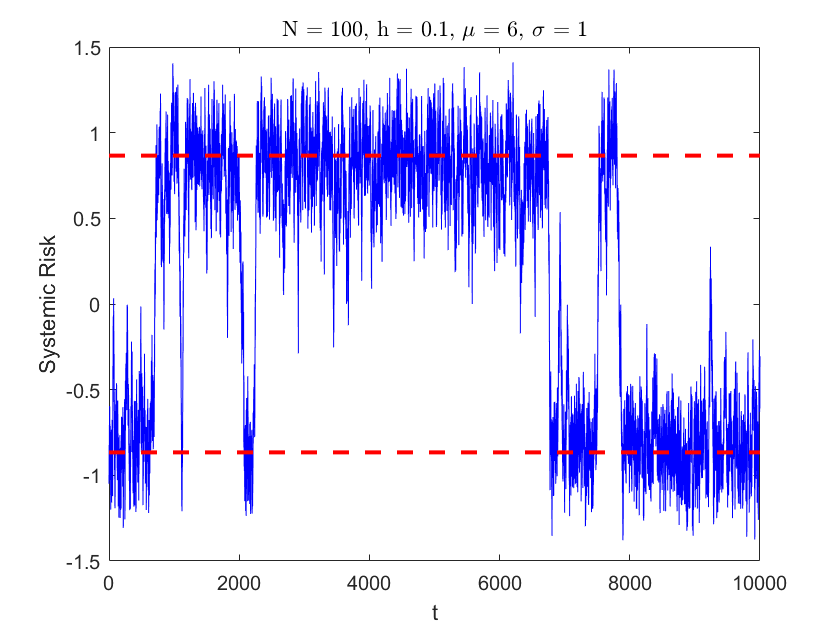 N = 100, h = 0.1, μ = 6, σ = 1
1.5
1
0.5
0
-0.5
-1
-1.5
Systemic Risk
0 2000 4000 6000 8000 10000
t